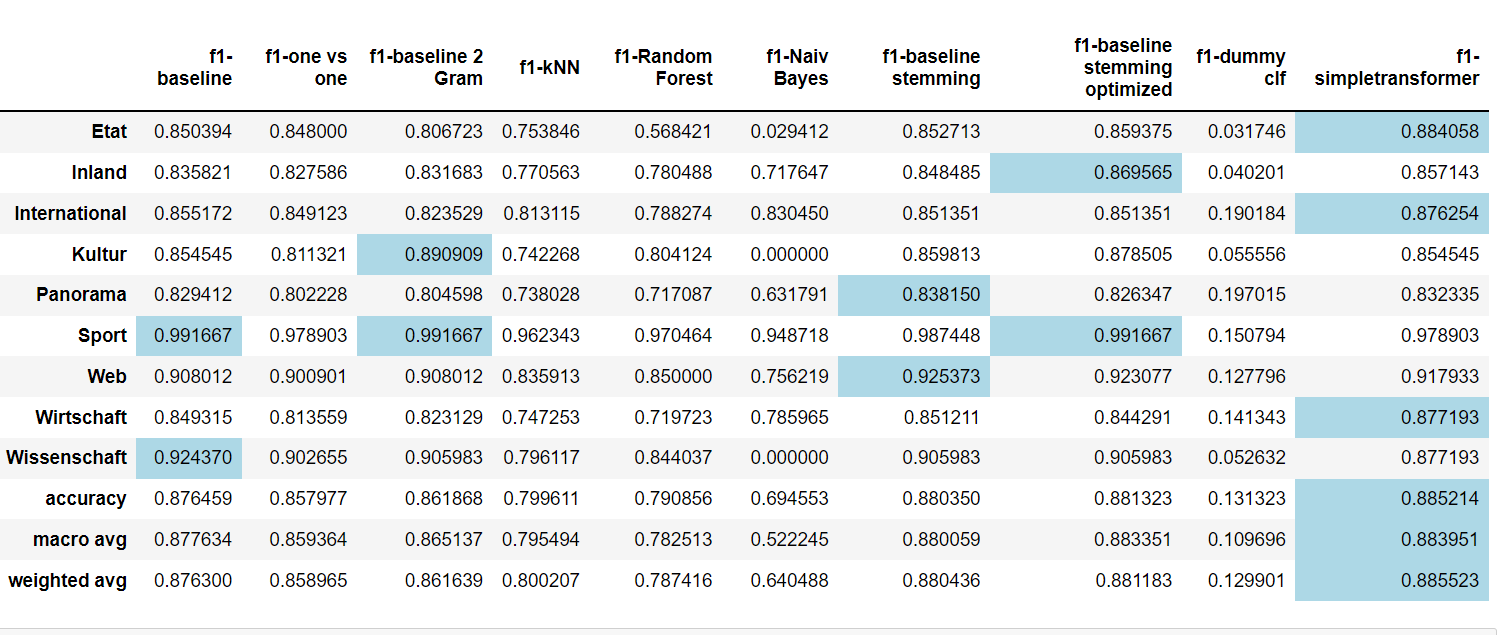 f1-baseline f1-one vs one f1-baseline 2 Gram f1-kNN f1-Random Forest f1-Naiv Bayes f1-baseline stemming f1-baseline stemming optimized f1-dummy clf f1-simpletransformer
Etat 0.850394 0.848000 0.806723 0.753846 0.568421 0.029412 0.852713 0.859375 0.031746 0.884058
Inland 0.835821 0.827586 0.831683 0.770563 0.780488 0.717647 0.848485 0.869565 0.040201 0.857143
International 0.855172 0.849123 0.823529 0.813115 0.788274 0.830450 0.851351 0.851351 0.190184 0.876254
Kultur 0.854545 0.811321 0.890909 0.742268 0.804124 0.000000 0.859813 0.878505 0.055556 0.854545
Panorama 0.829412 0.802228 0.804598 0.738028 0.717087 0.631791 0.838150 0.826347 0.197015 0.832335
Sport 0.991667 0.978903 0.991667 0.962343 0.970464 0.948718 0.987448 0.991667 0.150794 0.978903
Web 0.908012 0.900901 0.908012 0.835913 0.850000 0.756219 0.925373 0.923077 0.127796 0.917933
Wirtschaft 0.849315 0.813559 0.823129 0.747253 0.719723 0.785965 0.851211 0.844291 0.141343 0.877193
Wissenschaft 0.924370 0.902655 0.905983 0.796117 0.844037 0.000000 0.905983 0.905983 0.052632 0.877193
accuracy 0.876459 0.857977 0.861868 0.799611 0.790856 0.694553 0.880350 0.881323 0.131323 0.885214
macro avg 0.877634 0.859364 0.865137 0.795494 0.782513 0.522245 0.880059 0.883351 0.109696 0.883951
weighted avg 0.876300 0.858965 0.861639 0.800207 0.787416 0.640488 0.880436 0.881183 0.129901 0.885523